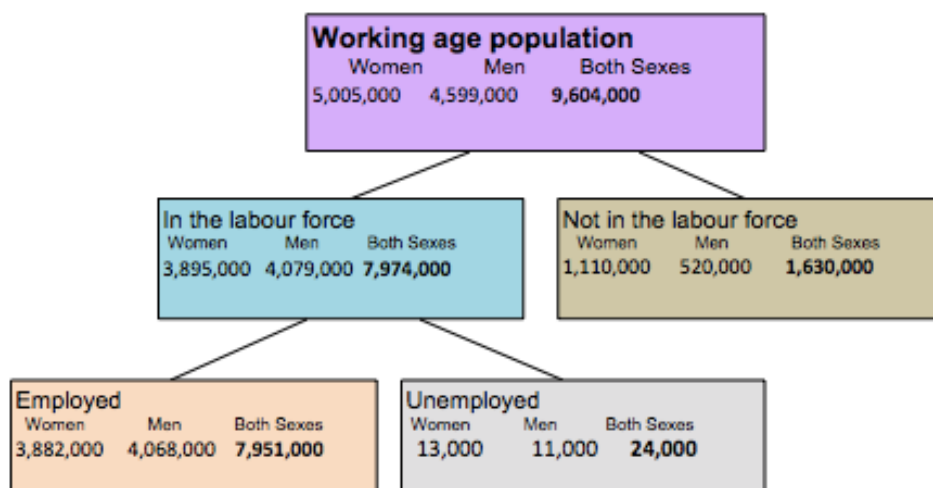 Working age population
Women Men Both Sexes
5,005,000 4,599,000 9,604,000
In the labour force
Women Men Both Sexes
3,895,000 4,079,000 7,974,000
Not in the labour force
Women Men Both Sexes
1,110,000 520,000 1,630,000
Employed
Women Men Both Sexes
3,882,000 4,068,000 7,951,000
Unemployed
Women Men Both Sexes
13,000 11,000 24,000